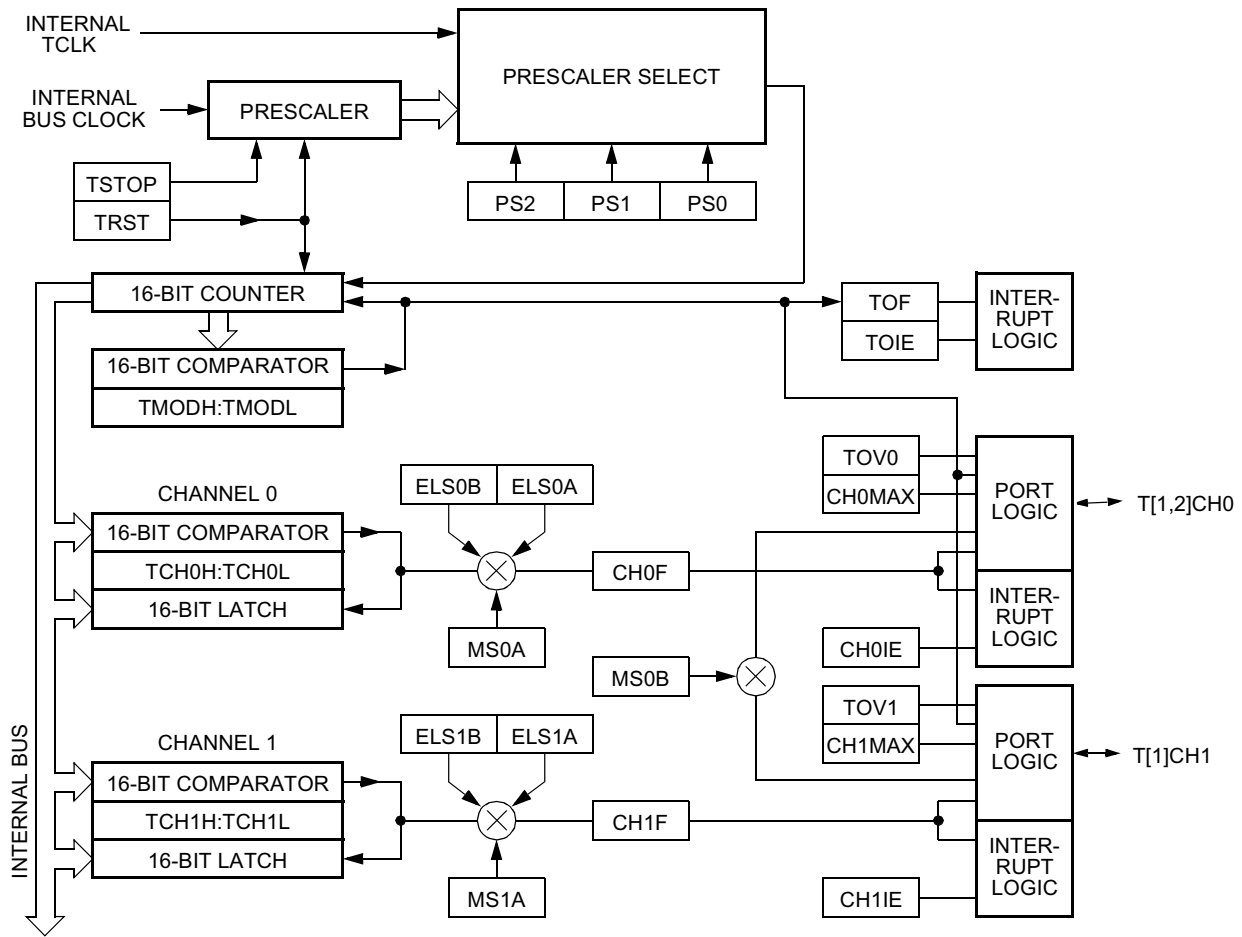 INTERNAL
TCLK
PRESCALER SELECT
INTERNAL
BUS CLOCK
PRESCALER
TSTOP
TRST
PS2
PS1
PS0
16-BIT COUNTER
16-BIT COMPARATOR
TMODH:TMODL
TOF
TOIE
INTER-
RUPT
LOGIC
CHANNEL 0
16-BIT COMPARATOR
TCH0H:TCH0L
16-BIT LATCH
ELS0B
ELS0A
MS0A
CH0F
TOV0
CH0MAX
PORT
LOGIC
T[1,2]CH0
INTER-
RUPT
LOGIC
CH0IE
MS0B
CHANNEL 1
16-BIT COMPARATOR
TCH1H:TCH1L
16-BIT LATCH
ELS1B
ELS1A
MS1A
CH1F
TOV1
CH1MAX
PORT
LOGIC
T[1]CH1
INTER-
RUPT
LOGIC
CH1IE
INTERNAL BUS